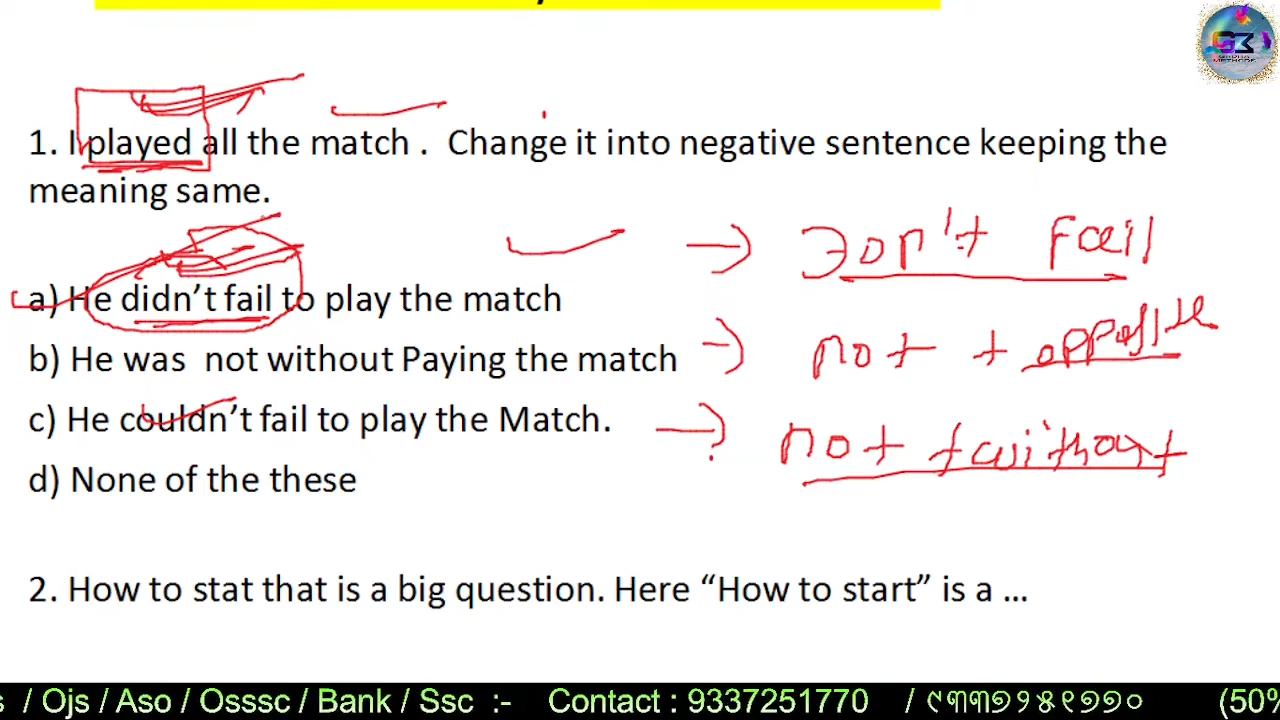 1. I played all the match . Change it into negative sentence keeping the
meaning same.
a) He didn't fail to play the match
b) He was not without Paying the match
c) He couldn't fail to play the Match.
d) None of the these
→ Don't fail
→ not + opposite
→ not + without
2. How to stat that is a big question. Here “How to start” is a ...
/ Ojs / Aso / Osssc / Bank / Ssc :- Contact : 9337251770 / ୯୩୩୭୨୫୧୭୭୦ (50%